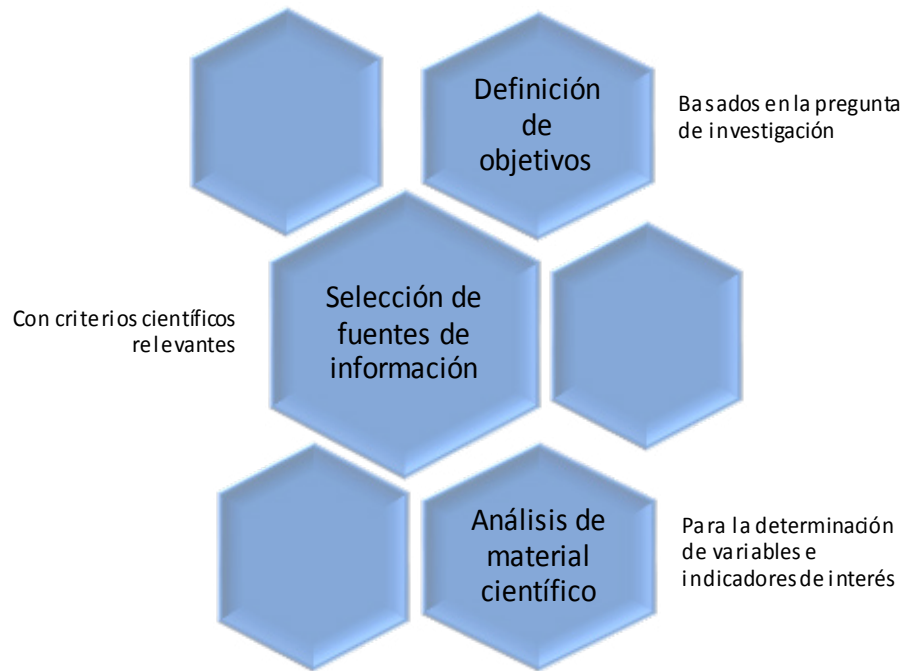 Definición
de
objetivos
Basados en la pregunta
de investigación
Selección de
fuentes de
información
Con criterios científicos
relevantes
Análisis de
material
científico
Para la determinación
de variables e
indicadores de interés